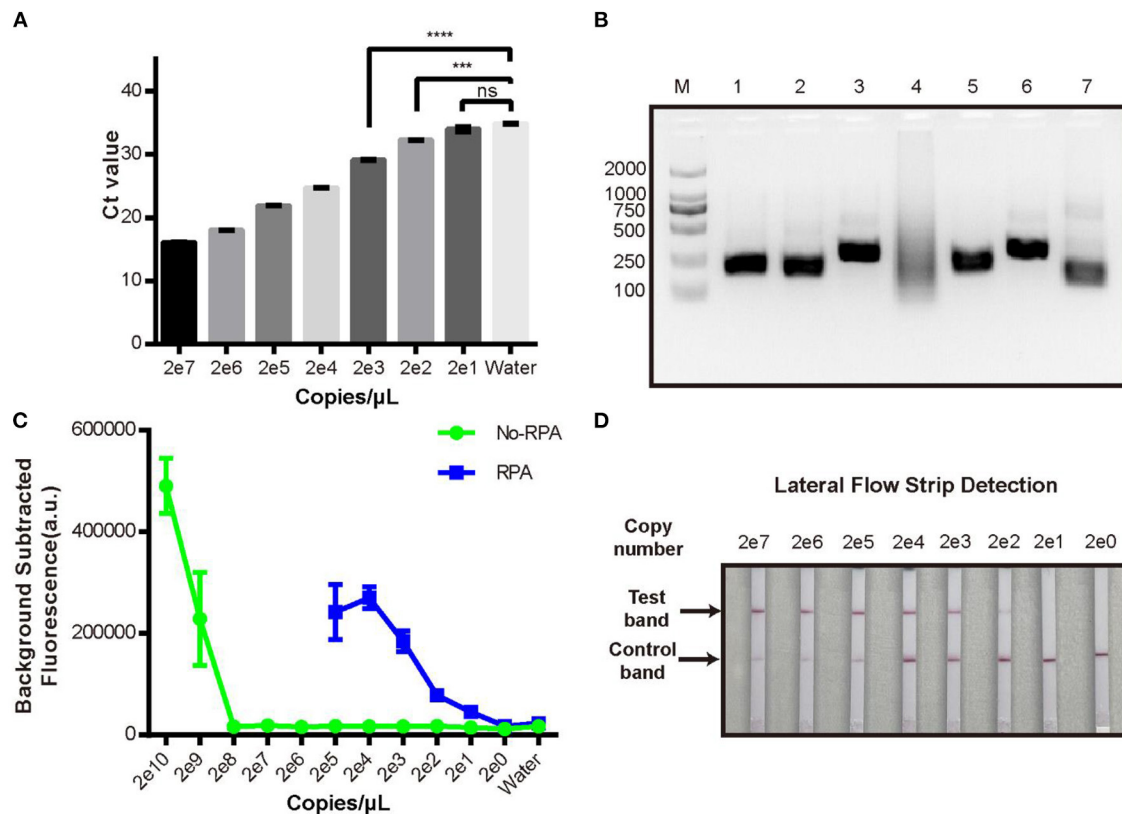 A
****
***
ns
40
30
20
10
0
Ct value
2e7 2e6 2e5 2e4 2e3 2e2 2e1 Water
Copies/μL
B
M 1 2 3 4 5 6 7
2000
1000
750
500
250
100
C
600000
400000
200000
0
Background Subtracted
Fluorescence(a.u.)
No-RPA
RPA
2e10 2e9 2e8 2e7 2e6 2e5 2e4 2e3 2e2 2e1 2e0 Water
Copies/μL
D
Lateral Flow Strip Detection
Copy
number
2e7 2e6 2e5 2e4 2e3 2e2 2e1 2e0
Test
band
Control
band